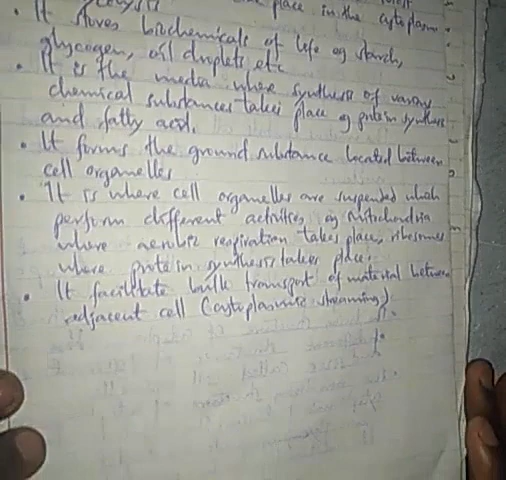 place in the cytoplasm
• It stores biochemicals of life eg starch,
glycogen, oil droplets etc
• It is the media where synthesis of various
chemical substances takes place eg protein synthesis
and fatty acid.
• It forms the ground substance located between
cell organelles
• It is where cell organelles are suspended which
perform different activities eg Mitochondria
where aerobic respiration takes place, ribosomes
where protein synthesis takes place.
• It facilitate bulk transport of material between
adjacent cell (cytoplasmic streaming)